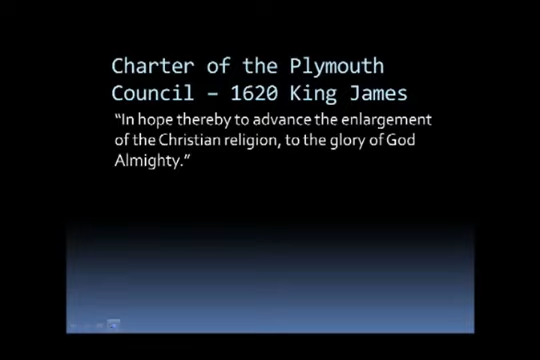 Charter of the Plymouth
Council – 1620 King James
“In hope thereby to advance the enlargement
of the Christian religion, to the glory of God
Almighty.”